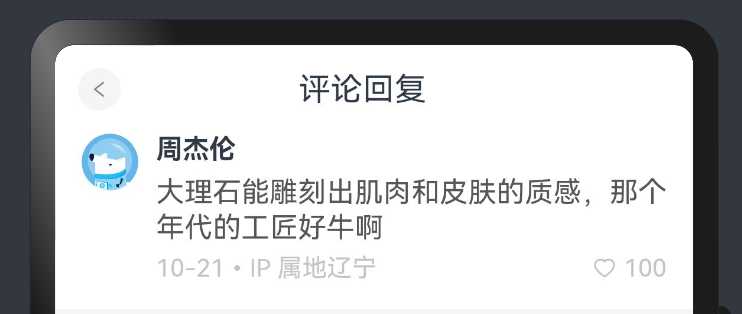 评论回复
周杰伦
大理石能雕刻出肌肉和皮肤的质感，那个
年代的工匠好牛啊
10-21 • IP 属地辽宁
100